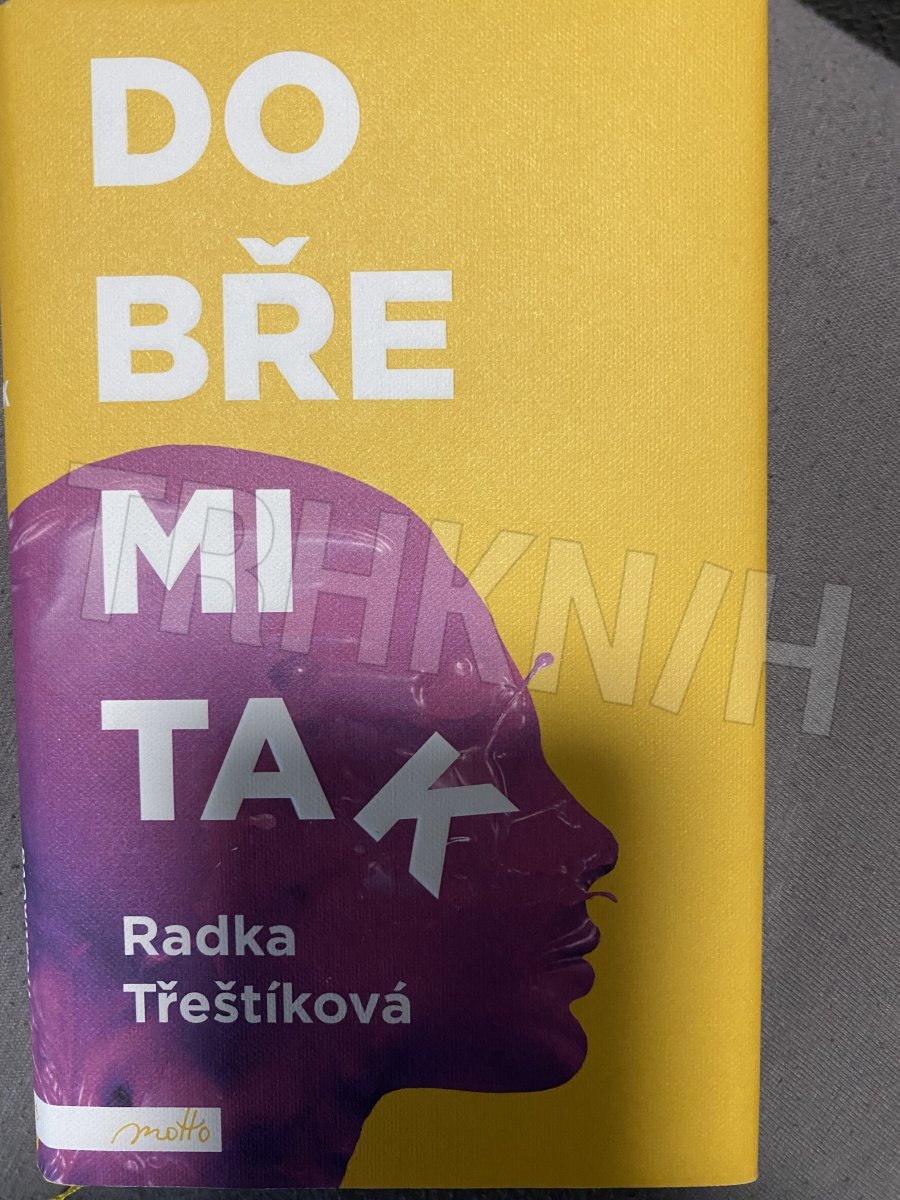 DO
BŘE
MI
TAK
Radka
Třeštíková
motto
TRHKNIH